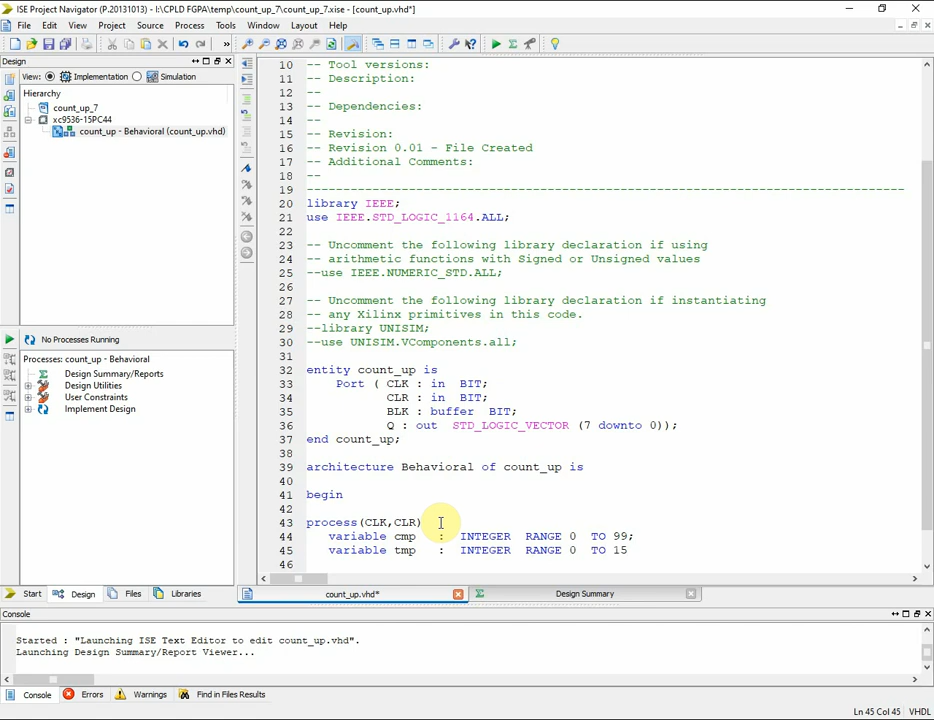 ISE Project Navigator (P.20131013) - I:\CPLD FGPA\temp\count_up_7\count_up_7.xise - [count_up.vhd*]
File Edit View Project Source Process Tools Window Layout Help
Design
View: Implementation Simulation
Hierarchy
count_up_7
xc9536-15PC44
count_up - Behavioral (count_up.vhd)
No Processes Running
Processes: count_up - Behavioral
Design Summary/Reports
Design Utilities
User Constraints
Implement Design
Start Design Files Libraries
10 -- Tool versions:
11 -- Description:
12 --
13 -- Dependencies:
14 --
15 -- Revision:
16 -- Revision 0.01 - File Created
17 -- Additional Comments:
18 --
19 ----------------------------------------------------------------------------------
20 library IEEE;
21 use IEEE.STD_LOGIC_1164.ALL;
22
23 -- Uncomment the following library declaration if using
24 -- arithmetic functions with Signed or Unsigned values
25 --use IEEE.NUMERIC_STD.ALL;
26
27 -- Uncomment the following library declaration if instantiating
28 -- any Xilinx primitives in this code.
29 --library UNISIM;
30 --use UNISIM.VComponents.all;
31
32 entity count_up is
33 Port ( CLK : in BIT;
34 CLR : in BIT;
35 BLK : buffer BIT;
36 Q : out STD_LOGIC_VECTOR (7 downto 0));
37 end count_up;
38
39 architecture Behavioral of count_up is
40
41 begin
42
43 process(CLK,CLR)
44 variable cmp : INTEGER RANGE 0 TO 99;
45 variable tmp : INTEGER RANGE 0 TO 15
46
count_up.vhd* Design Summary
Console
Started : "Launching ISE Text Editor to edit count_up.vhd".
Launching Design Summary/Report Viewer...
Console Errors Warnings Find in Files Results
Ln 45 Col 45 VHDL